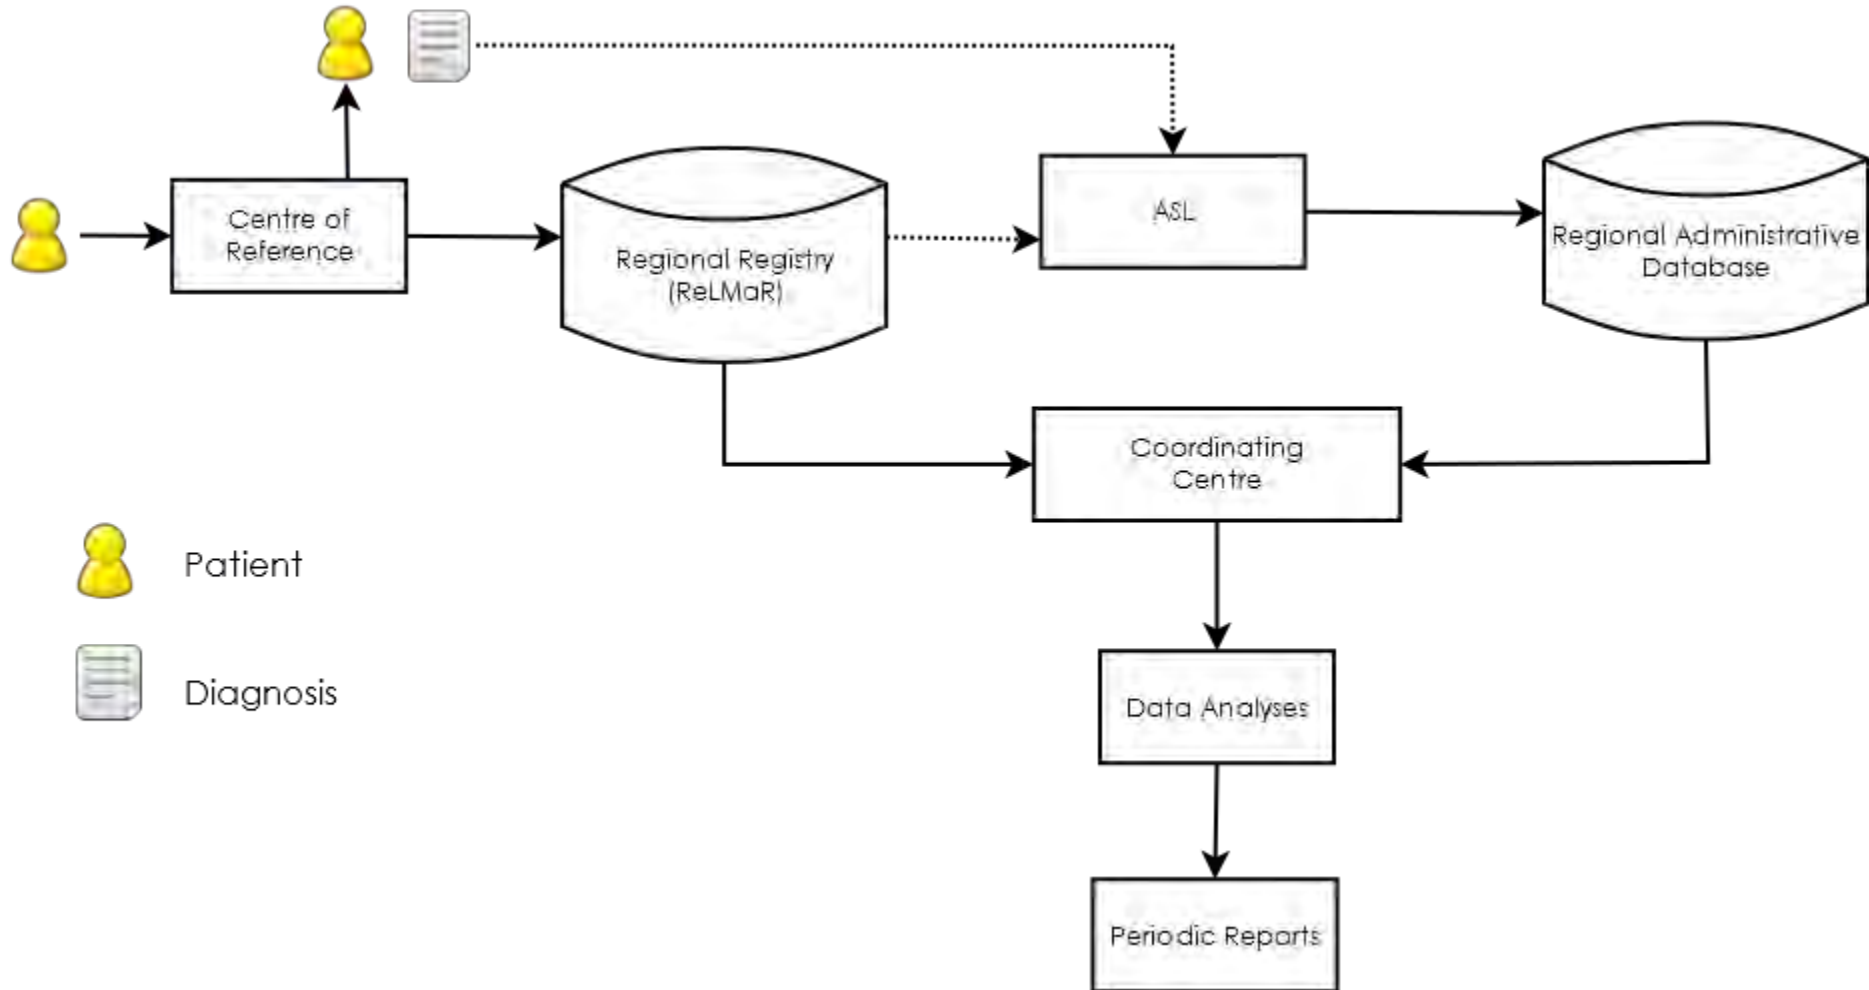 Centre of
Reference
Regional Registry
(ReLMaR)
ASL
Regional Administrative
Database
Coordinating
Centre
Patient
Diagnosis
Data Analyses
Periodic Reports